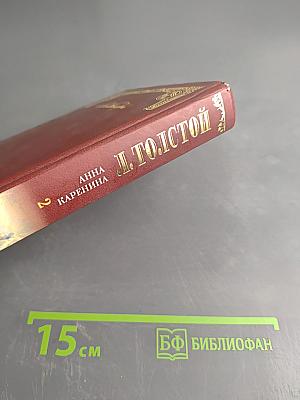 Л. ТОЛСТОЙ
АННА
КАРЕНИНА
2
15 см
БФ БИБЛИОФАН